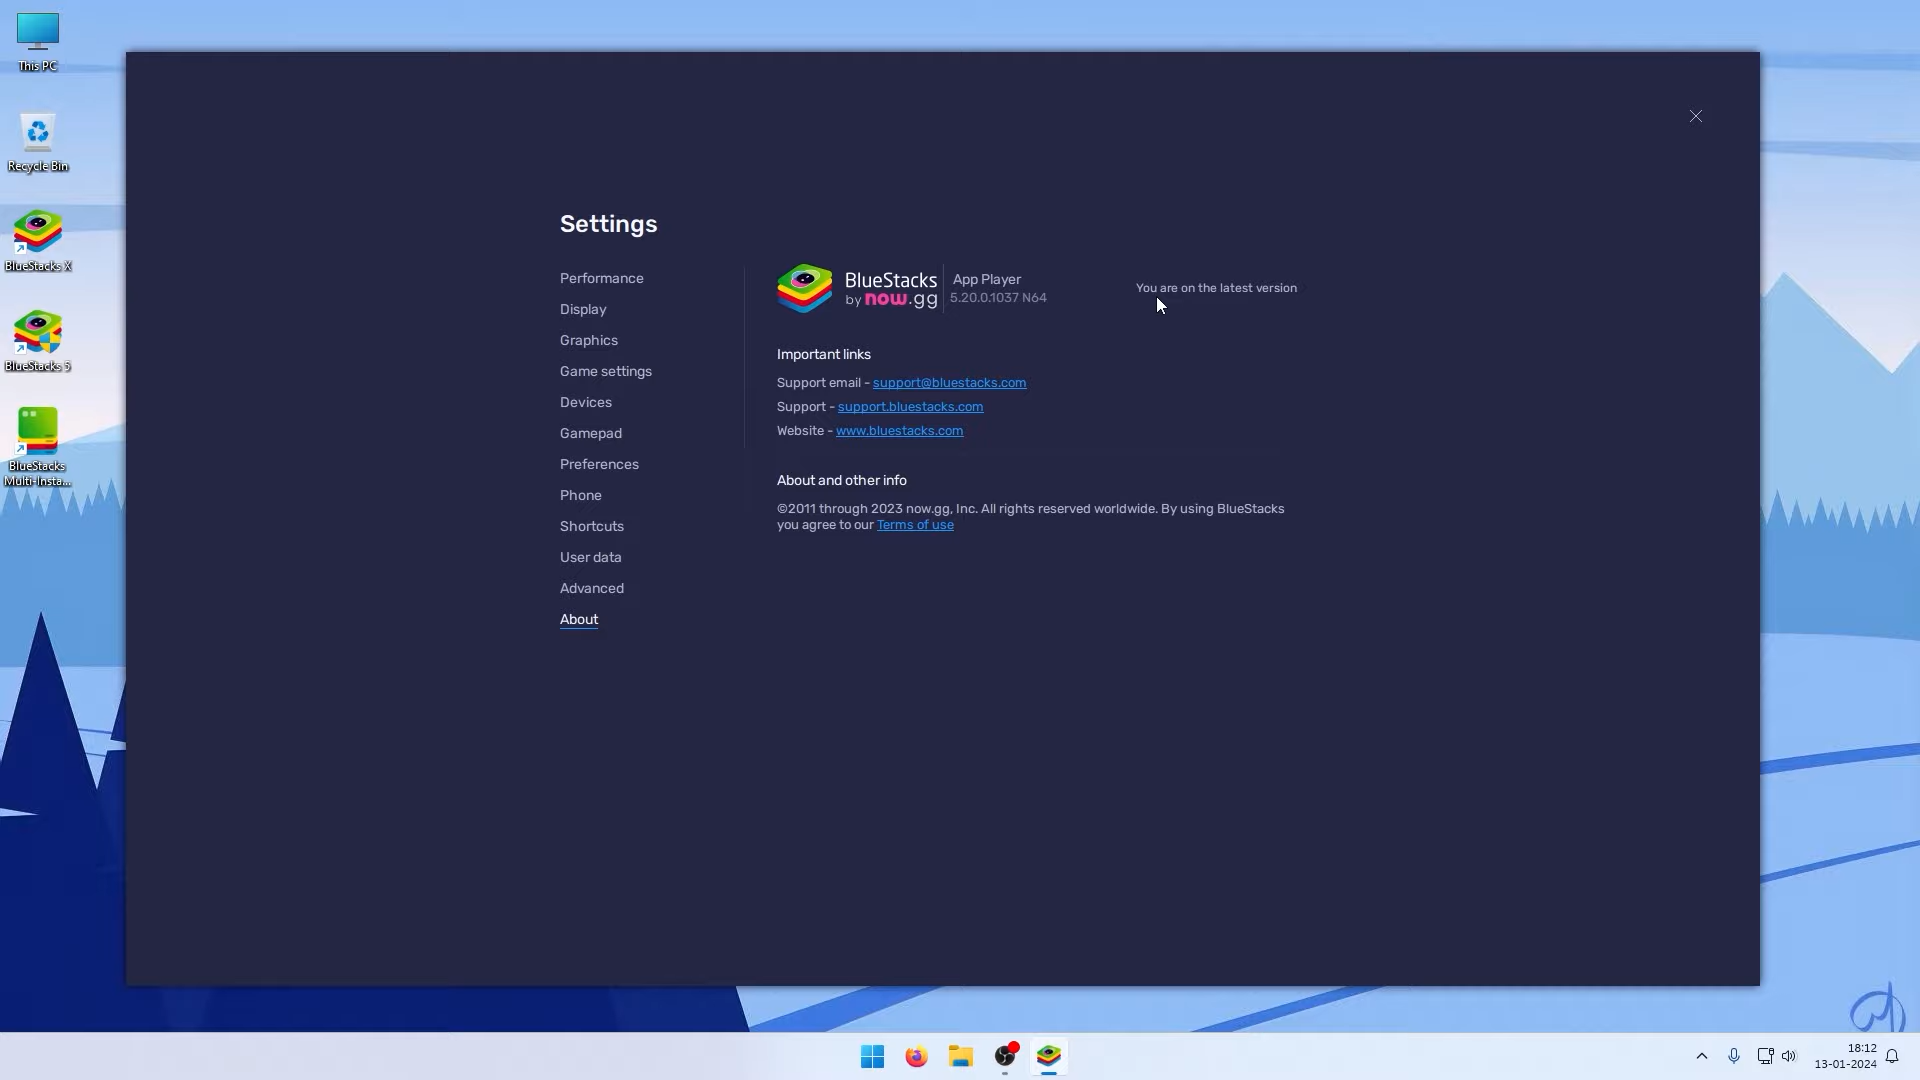 This PC
Recycle Bin
BlueStacks X
BlueStacks 5
BlueStacks
Multi-Insta...
Settings
Performance
Display
Graphics
Game settings
Devices
Gamepad
Preferences
Phone
Shortcuts
User data
Advanced
About
BlueStacks
by now.gg
App Player
5.20.0.1037 N64
You are on the latest version
Important links
Support email - support@bluestacks.com
Support - support.bluestacks.com
Website - www.bluestacks.com
About and other info
©2011 through 2023 now.gg, Inc. All rights reserved worldwide. By using BlueStacks
you agree to our Terms of use
18:12
13-01-2024